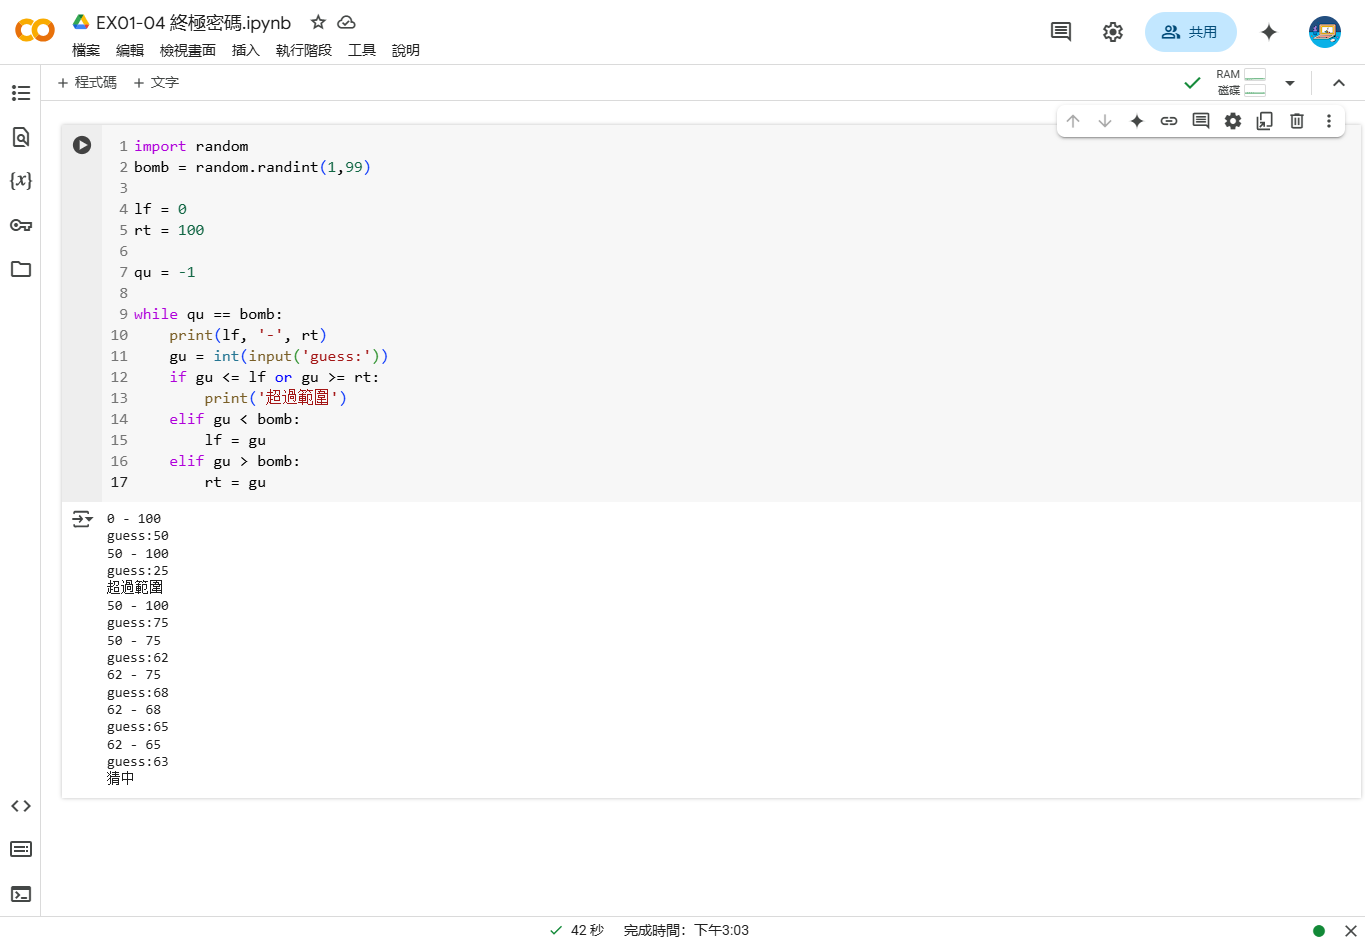 EX01-04 終極密碼.ipynb
檔案 編輯 檢視畫面 插入 執行階段 工具 說明
共用
+ 程式碼 + 文字
RAM
磁碟
{x}
1 import random
2 bomb = random.randint(1,99)
3
4 lf = 0
5 rt = 100
6
7 qu = -1
8
9 while qu == bomb:
10     print(lf, '-', rt)
11     gu = int(input('guess:'))
12     if gu <= lf or gu >= rt:
13         print('超過範圍')
14     elif gu < bomb:
15         lf = gu
16     elif gu > bomb:
17         rt = gu
0 - 100
guess:50
50 - 100
guess:25
超過範圍
50 - 100
guess:75
50 - 75
guess:62
62 - 75
guess:68
62 - 68
guess:65
62 - 65
guess:63
猜中
42 秒 完成時間: 下午3:03